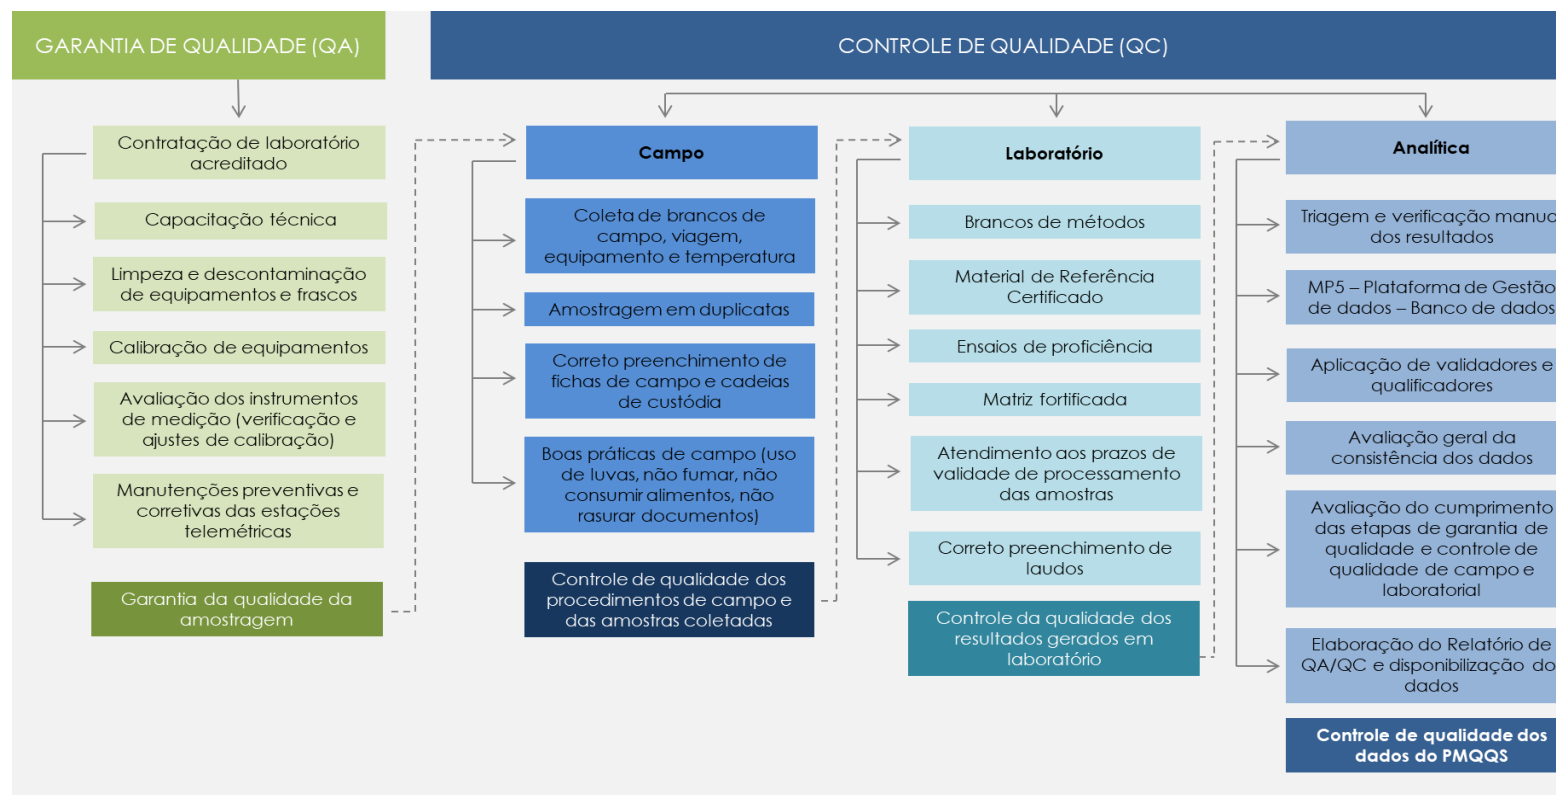 GARANTIA DE QUALIDADE (QA)
CONTROLE DE QUALIDADE (QC)
Contratação de laboratório
acreditado
Capacitação técnica
Limpeza e descontaminação
de equipamentos e frascos
Calibração de equipamentos
Avaliação dos instrumentos
de medição (verificação e
ajustes de calibração)
Manutenções preventivas e
corretivas das estações
telemétricas
Garantia da qualidade da
amostragem
Campo
Coleta de brancos de
campo, viagem,
equipamento e temperatura
Amostragem em duplicatas
Correto preenchimento de
fichas de campo e cadeias
de custódia
Boas práticas de campo (uso
de luvas, não fumar, não
consumir alimentos, não
rasurar documentos)
Controle de qualidade dos
procedimentos de campo e
das amostras coletadas
Laboratório
Brancos de métodos
Material de Referência
Certificado
Ensaios de proficiência
Matriz fortificada
Atendimento aos prazos de
validade de processamento
das amostras
Correto preenchimento de
laudos
Controle da qualidade dos
resultados gerados em
laboratório
Analítica
Triagem e verificação
dos resultados
MP5 – Plataforma de Gestão
de dados – Banco de dados
Aplicação de validadores e
qualificadores
Avaliação geral da
consistência dos dados
Avaliação do cumprimento
das etapas de garantia de
qualidade e controle de
qualidade de campo e
laboratorial
Elaboração do Relatório de
QA/QC e disponibilização
dados
Controle de qualidade dos
dados do PMQQS